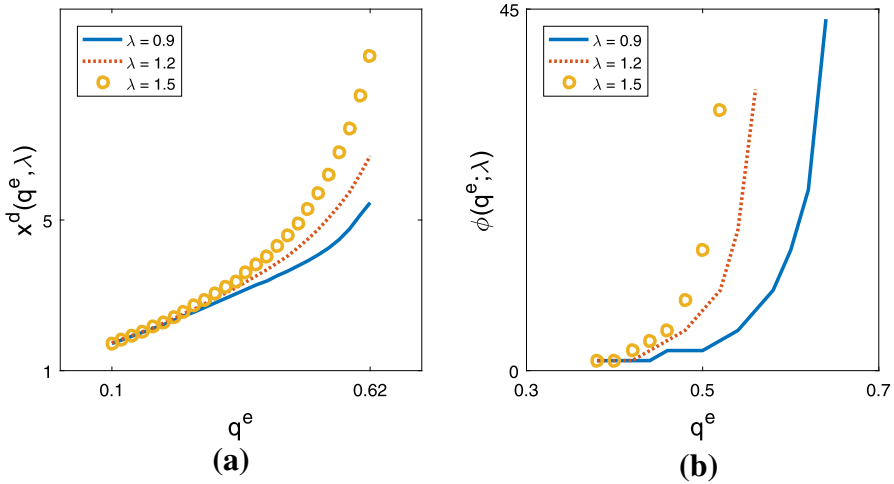 λ = 0.9
λ = 1.2
λ = 1.5
x^d(q^e,λ)
5
1
0.1
0.62
q^e
(a)
λ = 0.9
λ = 1.2
λ = 1.5
ϕ(q^e;λ)
45
0
0.3
0.5
0.7
q^e
(b)